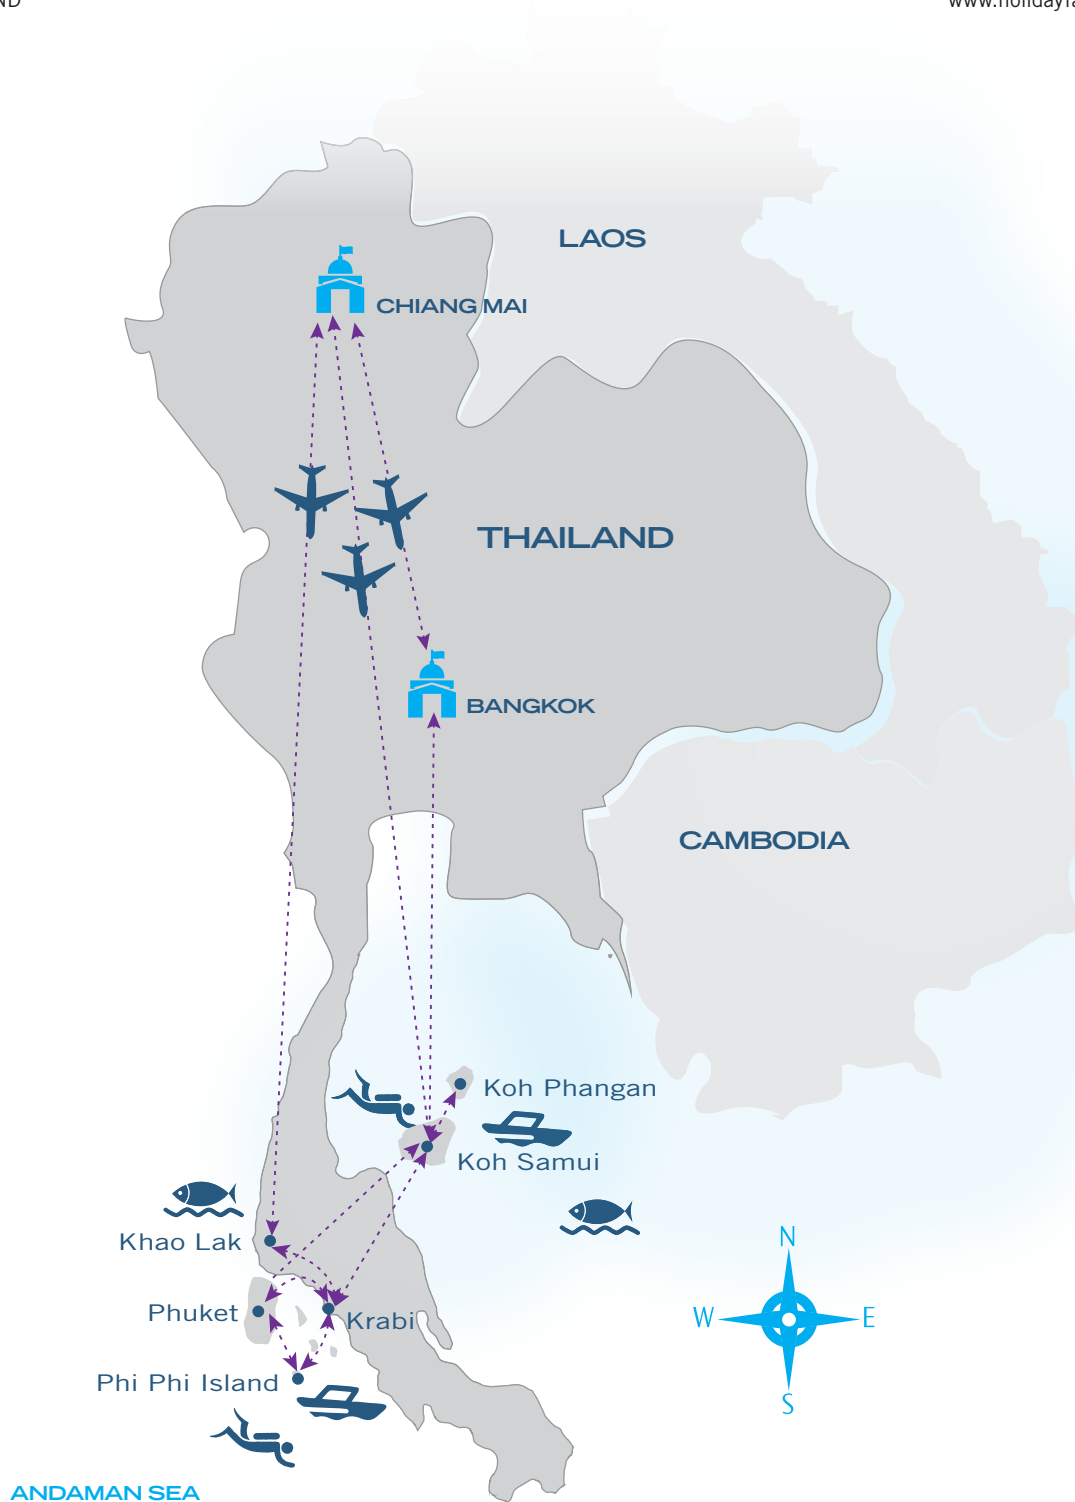 LAOS
CHIANG MAI
THAILAND
BANGKOK
CAMBODIA
Koh Phangan
Koh Samui
Khao Lak
Phuket
Krabi
Phi Phi Island
N
W
E
S
ANDAMAN SEA